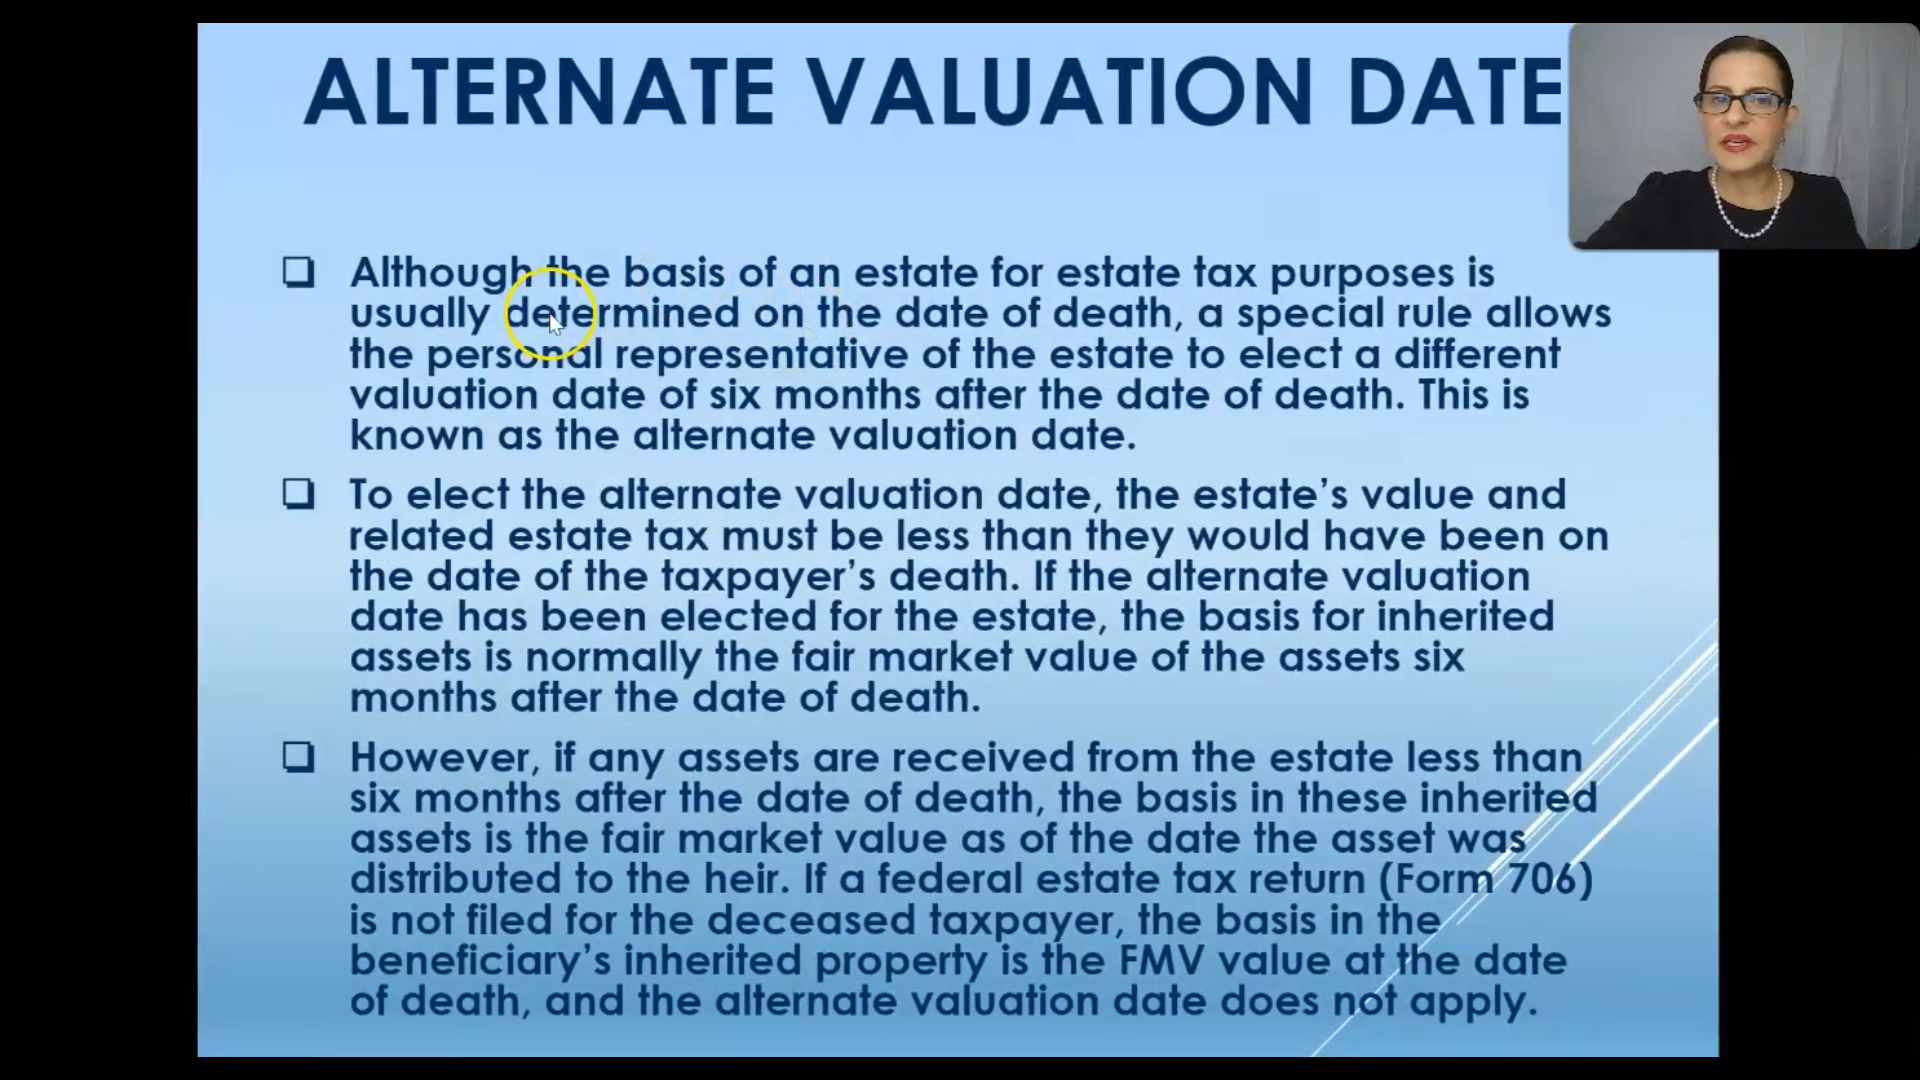 ALTERNATE VALUATION DATE
Although the basis of an estate for estate tax purposes is
usually determined on the date of death, a special rule allows
the personal representative of the estate to elect a different
valuation date of six months after the date of death. This is
known as the alternate valuation date.
To elect the alternate valuation date, the estate’s value and
related estate tax must be less than they would have been on
the date of the taxpayer’s death. If the alternate valuation
date has been elected for the estate, the basis for inherited
assets is normally the fair market value of the assets six
months after the date of death.
However, if any assets are received from the estate less than
six months after the date of death, the basis in these inherited
assets is the fair market value as of the date the asset was
distributed to the heir. If a federal estate tax return (Form 706)
is not filed for the deceased taxpayer, the basis in the
beneficiary’s inherited property is the FMV value at the date
of death, and the alternate valuation date does not apply.